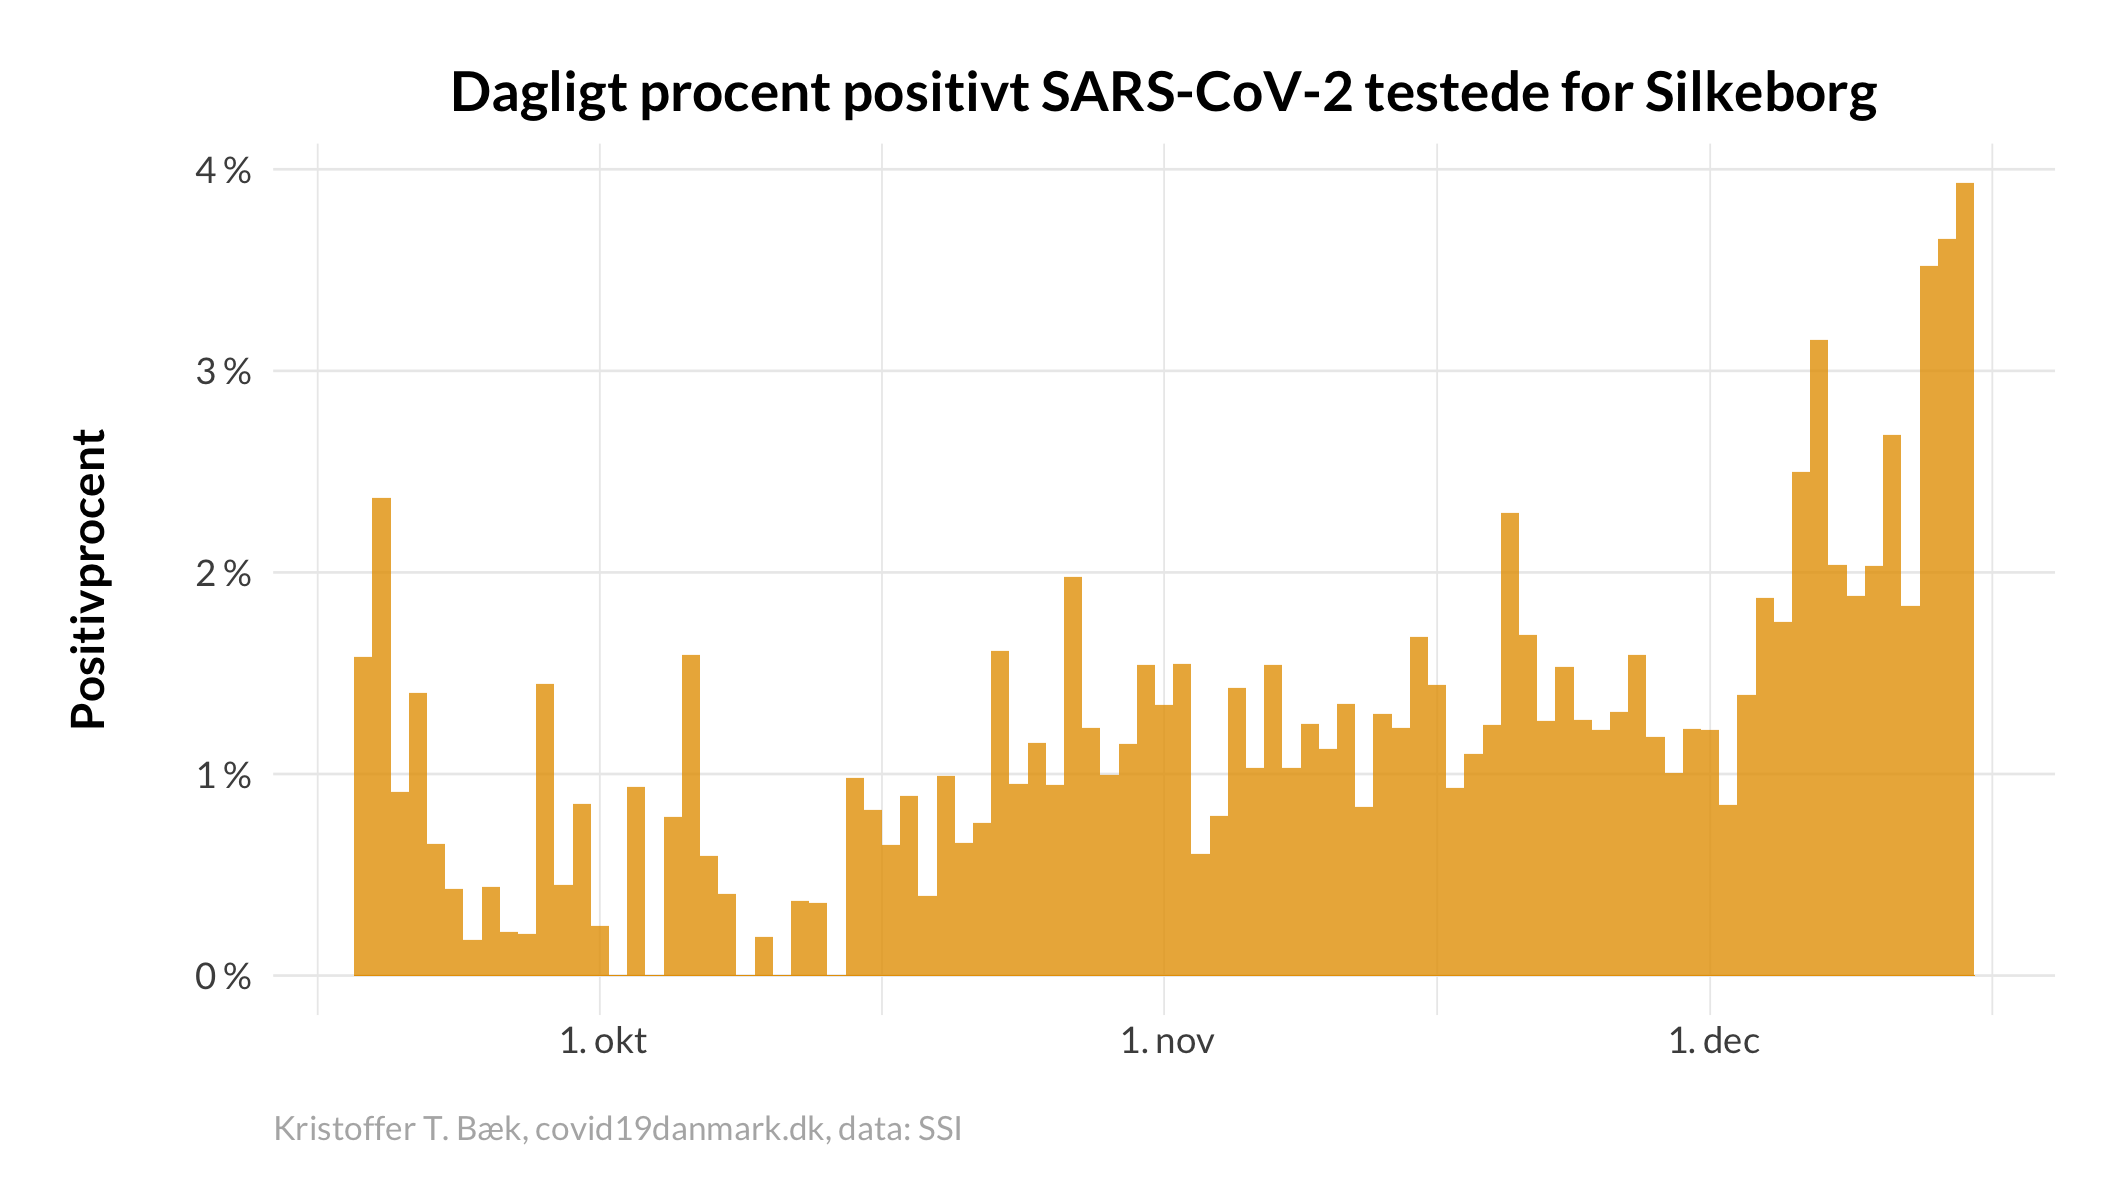 Dagligt procent positivt SARS-CoV-2 testede for Silkeborg
Positivprocent
4 %
3 %
2 %
1 %
0 %
1. okt
1. nov
1. dec
Kristoffer T. Bæk, covid19danmark.dk, data: SSI